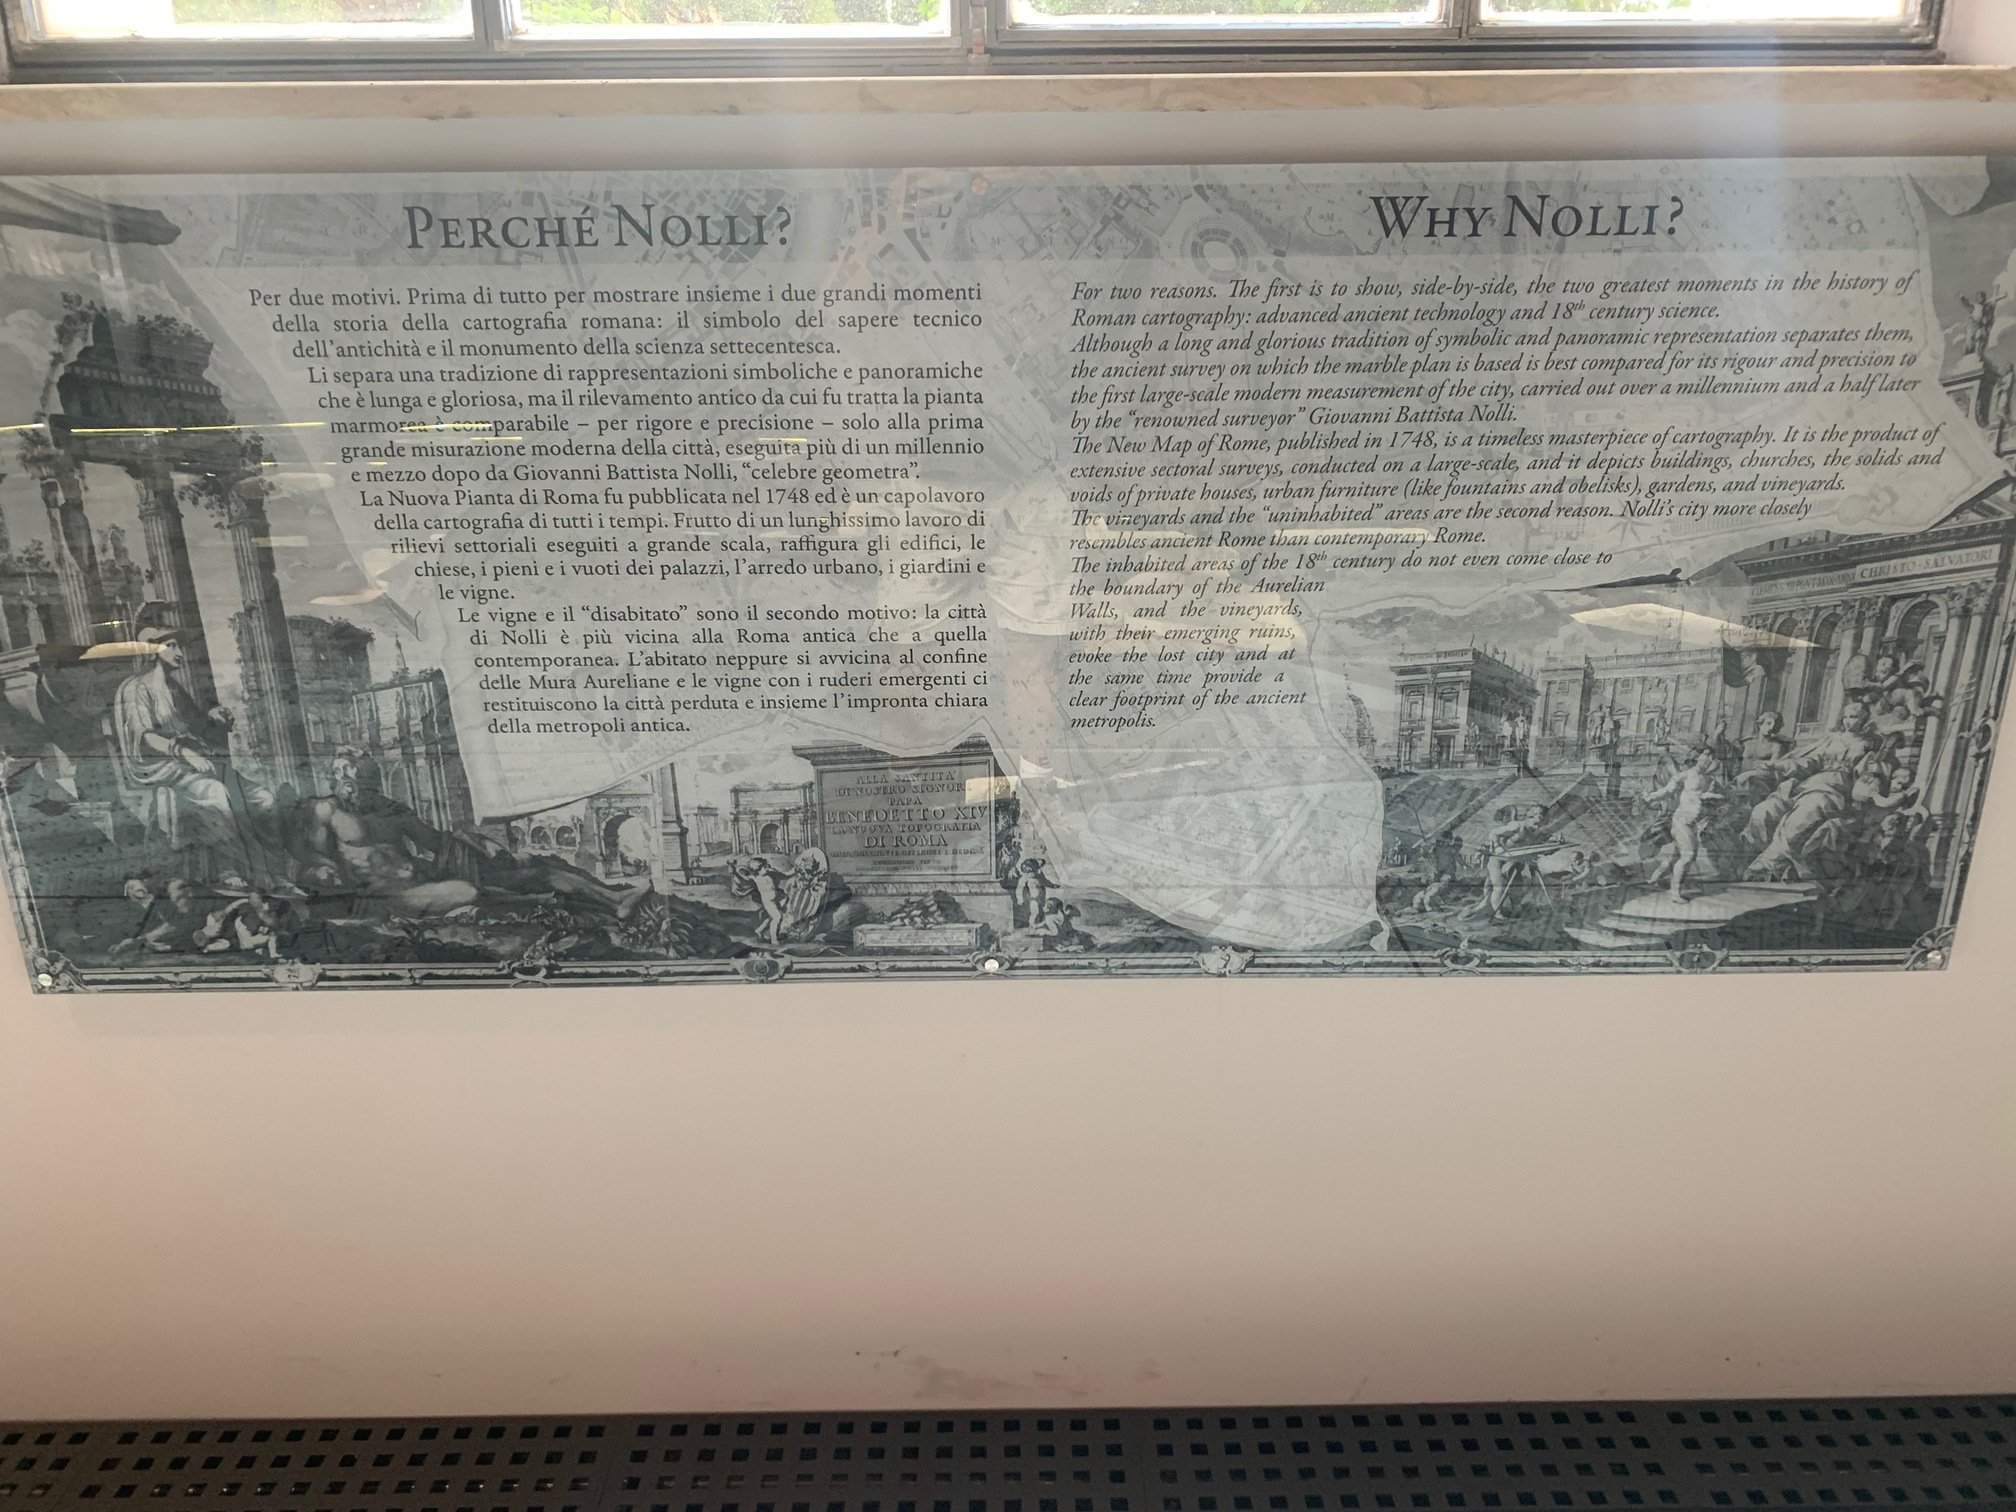 PERCHÉ NOLLI?
Per due motivi. Prima di tutto per mostrare insieme i due grandi momenti
della storia della cartografia romana: il simbolo del sapere tecnico
dell'antichità e il monumento della scienza settecentesca.
Li separa una tradizione di rappresentazioni simboliche e panoramiche
che è lunga e gloriosa, ma il rilevamento antico da cui fu tratta la pianta
marmorea è comparabile – per rigore e precisione – solo alla prima
grande misurazione moderna della città, eseguita più di un millennio
e mezzo dopo da Giovanni Battista Nolli, “celebre geometra”.
La Nuova Pianta di Roma fu pubblicata nel 1748 ed è un capolavoro
della cartografia di tutti i tempi. Frutto di un lunghissimo lavoro di
rilievi settoriali eseguiti a grande scala, raffigura gli edifici, le
chiese, i pieni e i vuoti dei palazzi, l'arredo urbano, i giardini e
le vigne.
Le vigne e il “disabitato” sono il secondo motivo: la città
di Nolli è più vicina alla Roma antica che a quella
contemporanea. L'abitato neppure si avvicina al confine
delle Mura Aureliane e le vigne con i ruderi emergenti ci
restituiscono la città perduta e insieme l'impronta chiara
della metropoli antica.
WHY NOLLI?
For two reasons. The first is to show, side-by-side, the two greatest moments in the history of
Roman cartography: advanced ancient technology and 18th century science.
Although a long and glorious tradition of symbolic and panoramic representation separates them,
the ancient survey on which the marble plan is based is best compared for its rigour and precision to
the first large-scale modern measurement of the city, carried out over a millennium and a half later
by the “renowned surveyor” Giovanni Battista Nolli.
The New Map of Rome, published in 1748, is a timeless masterpiece of cartography. It is the product of
extensive sectoral surveys, conducted on a large-scale, and it depicts buildings, churches, the solids and
voids of private houses, urban furniture (like fountains and obelisks), gardens, and vineyards.
The vineyards and the “uninhabited” areas are the second reason. Nolli's city more closely
resembles ancient Rome than contemporary Rome.
The inhabited areas of the 18th century do not even come close to
the boundary of the Aurelian
Walls, and the vineyards,
with their emerging ruins,
evoke the lost city and at
the same time provide a
clear footprint of the ancient
metropolis.
CHRISTO·SALVATORI
ALLA SANTITA'
DI NOSTRO SIGNORE
PAPA
BENEDETTO XIV
LA NUOVA TOPOGRAFIA
DI ROMA